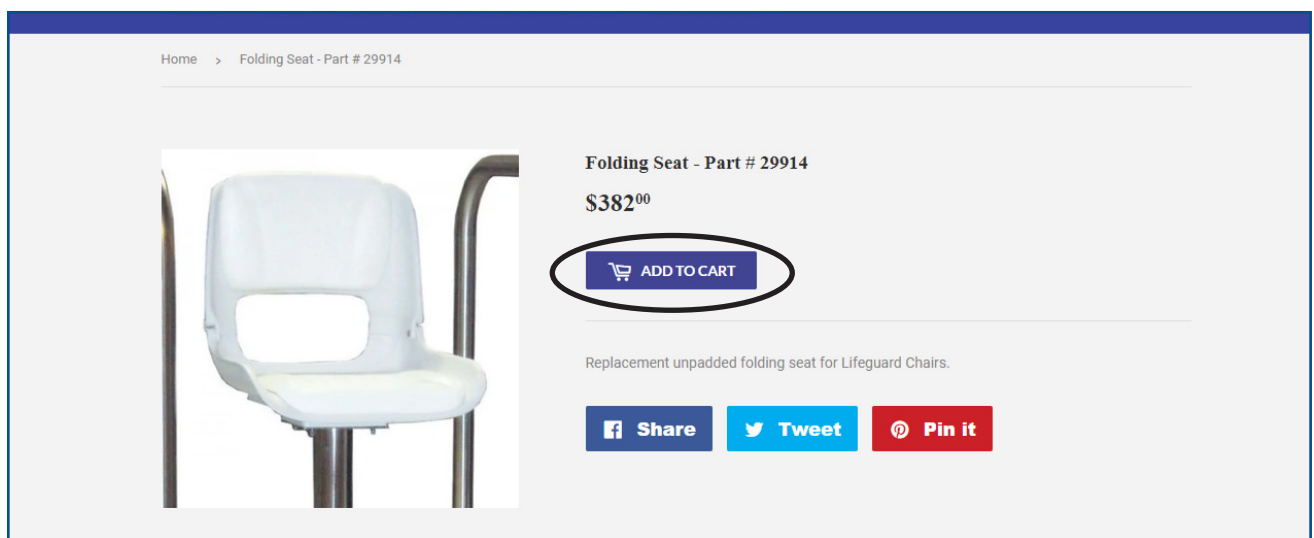 Home › Folding Seat - Part # 29914
Folding Seat - Part # 29914
$38200
ADD TO CART
Replacement unpadded folding seat for Lifeguard Chairs.
Share Tweet Pin it